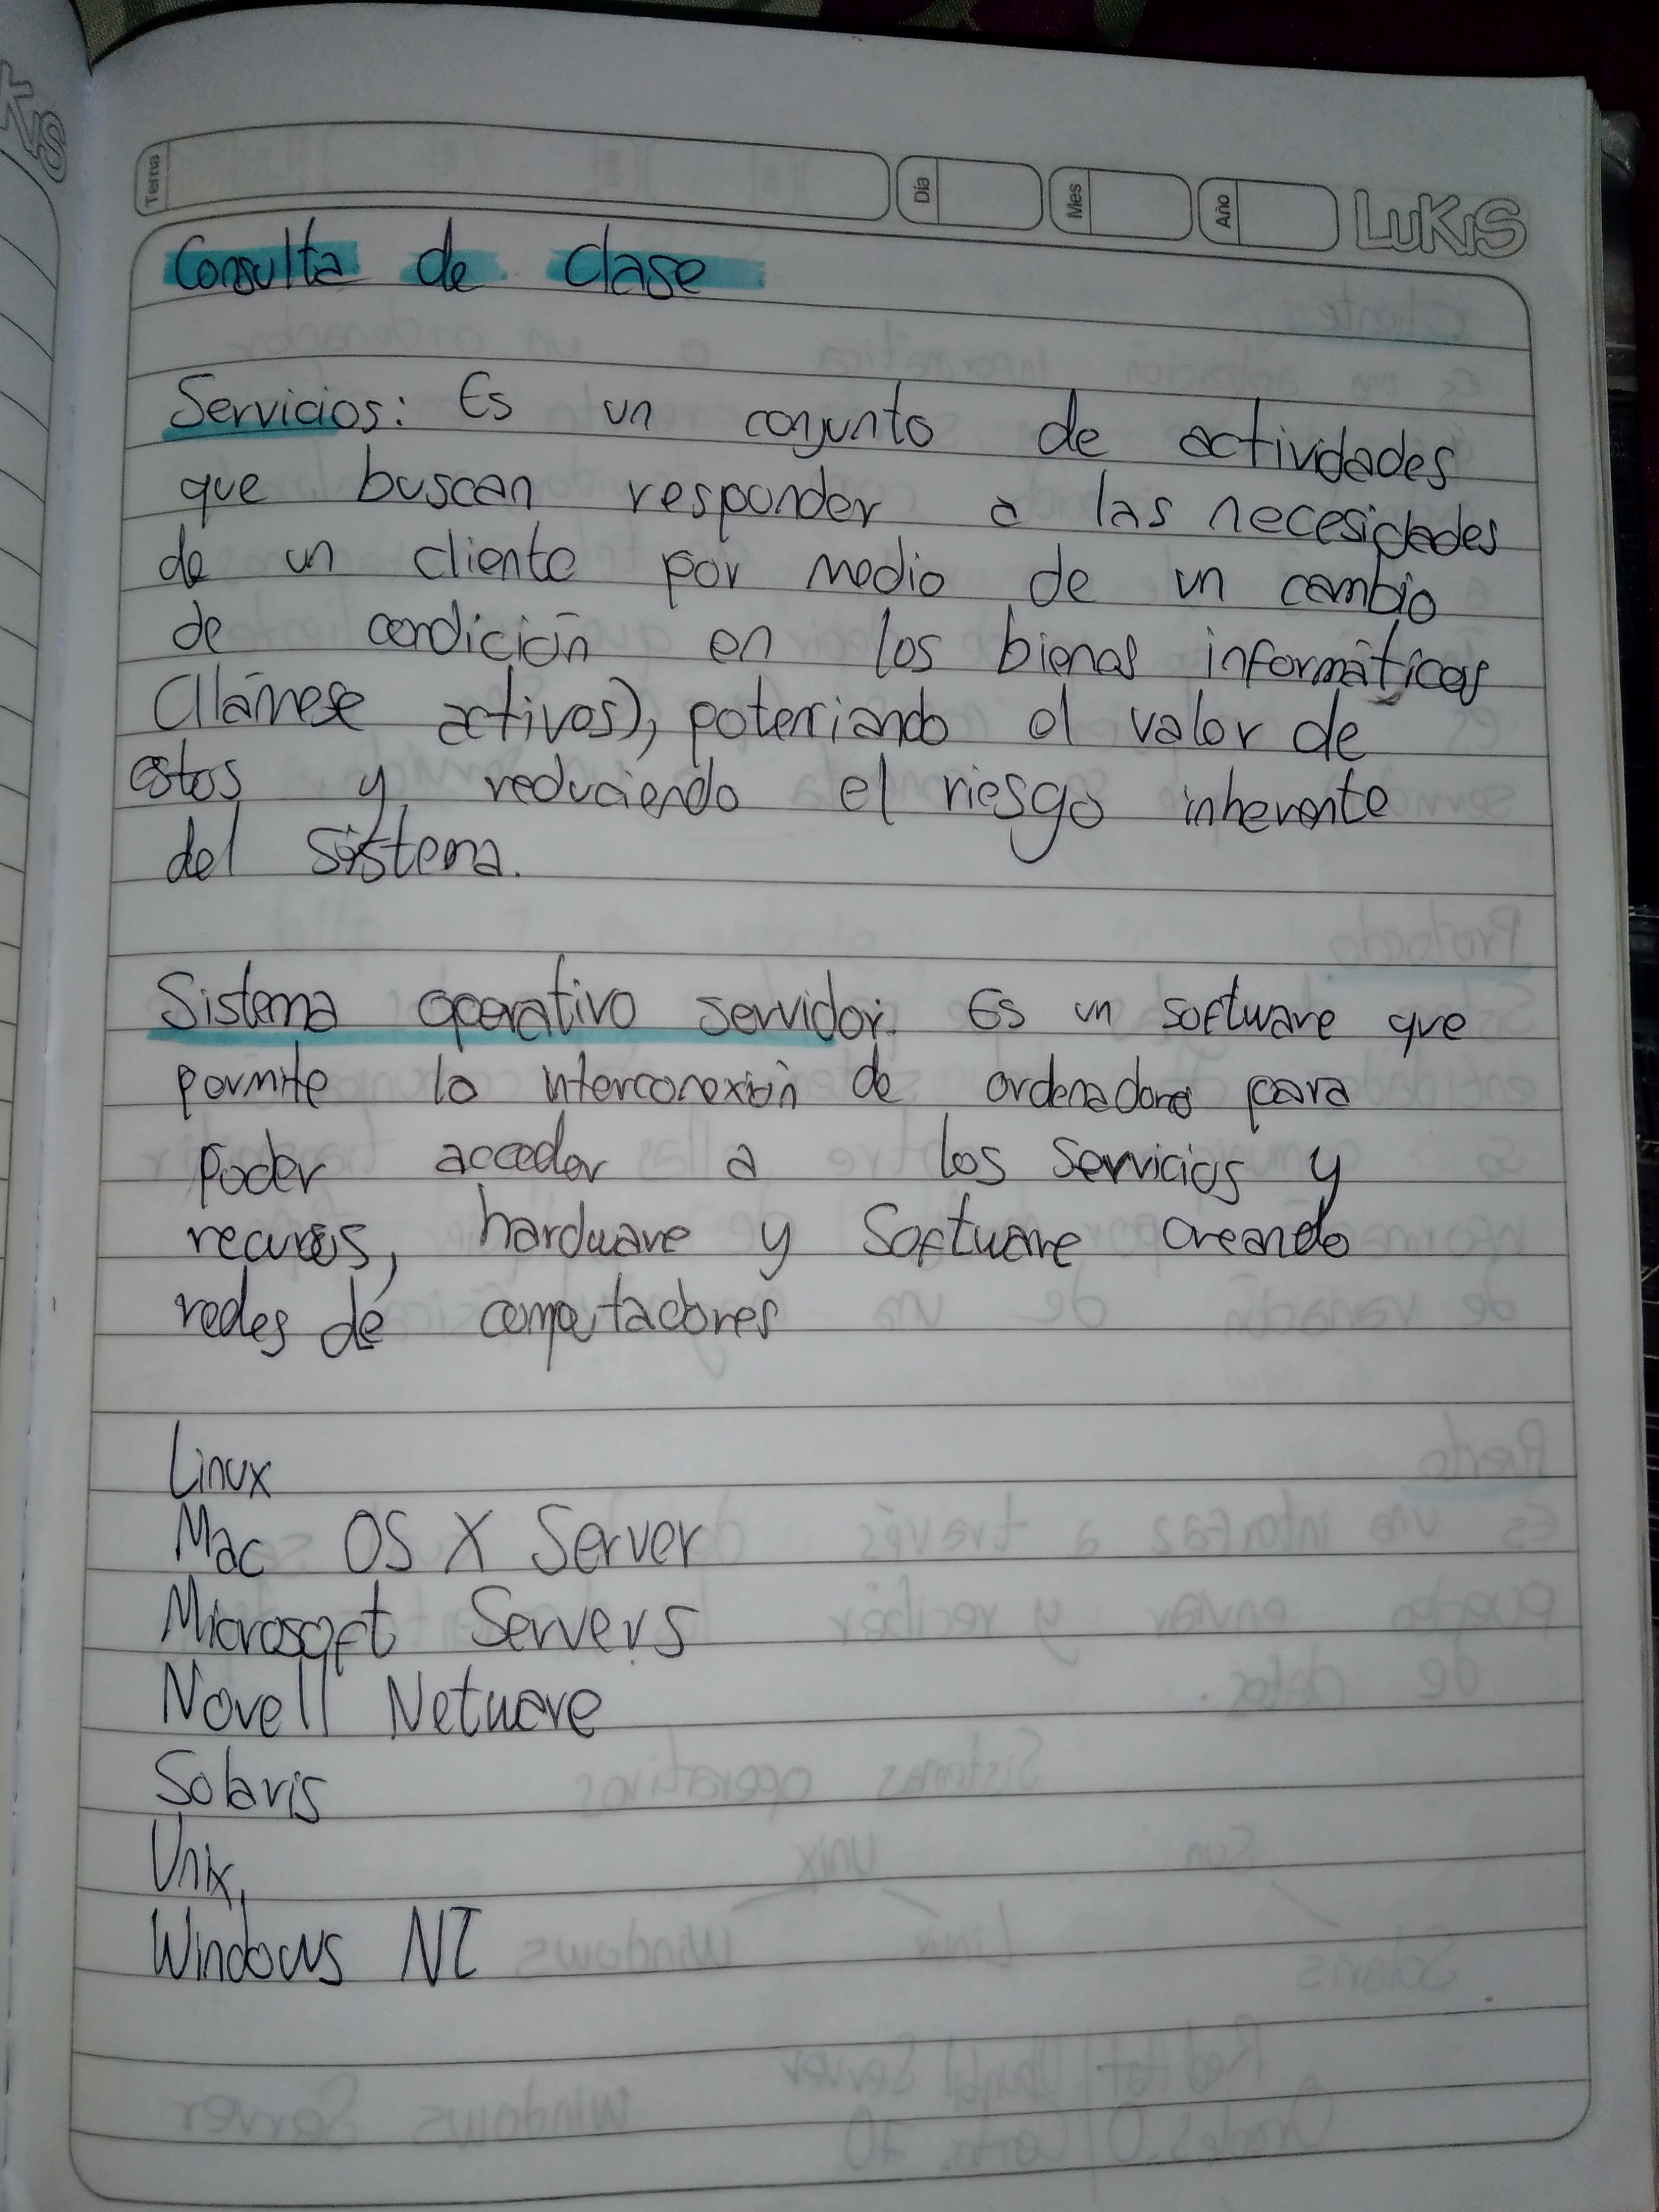 Tema Día Mes Año LUKIS
Consulta de clase
Servicios: Es un conjunto de actividades
que buscan responder a las necesidades
de un cliente por medio de un cambio
de condición en los bienes informáticos
(llámese activos), potenciando el valor de
estos y reduciendo el riesgo inherente
del sistema.
Sistema operativo servidor: Es un software que
permite la interconexión de ordenadores para
poder acceder a los servicios y
recursos, hardware y Software creando
redes de computadores
Linux
Mac OS X Server
Microsoft Servers
Novell Netware
Solaris
Unix,
Windows NT